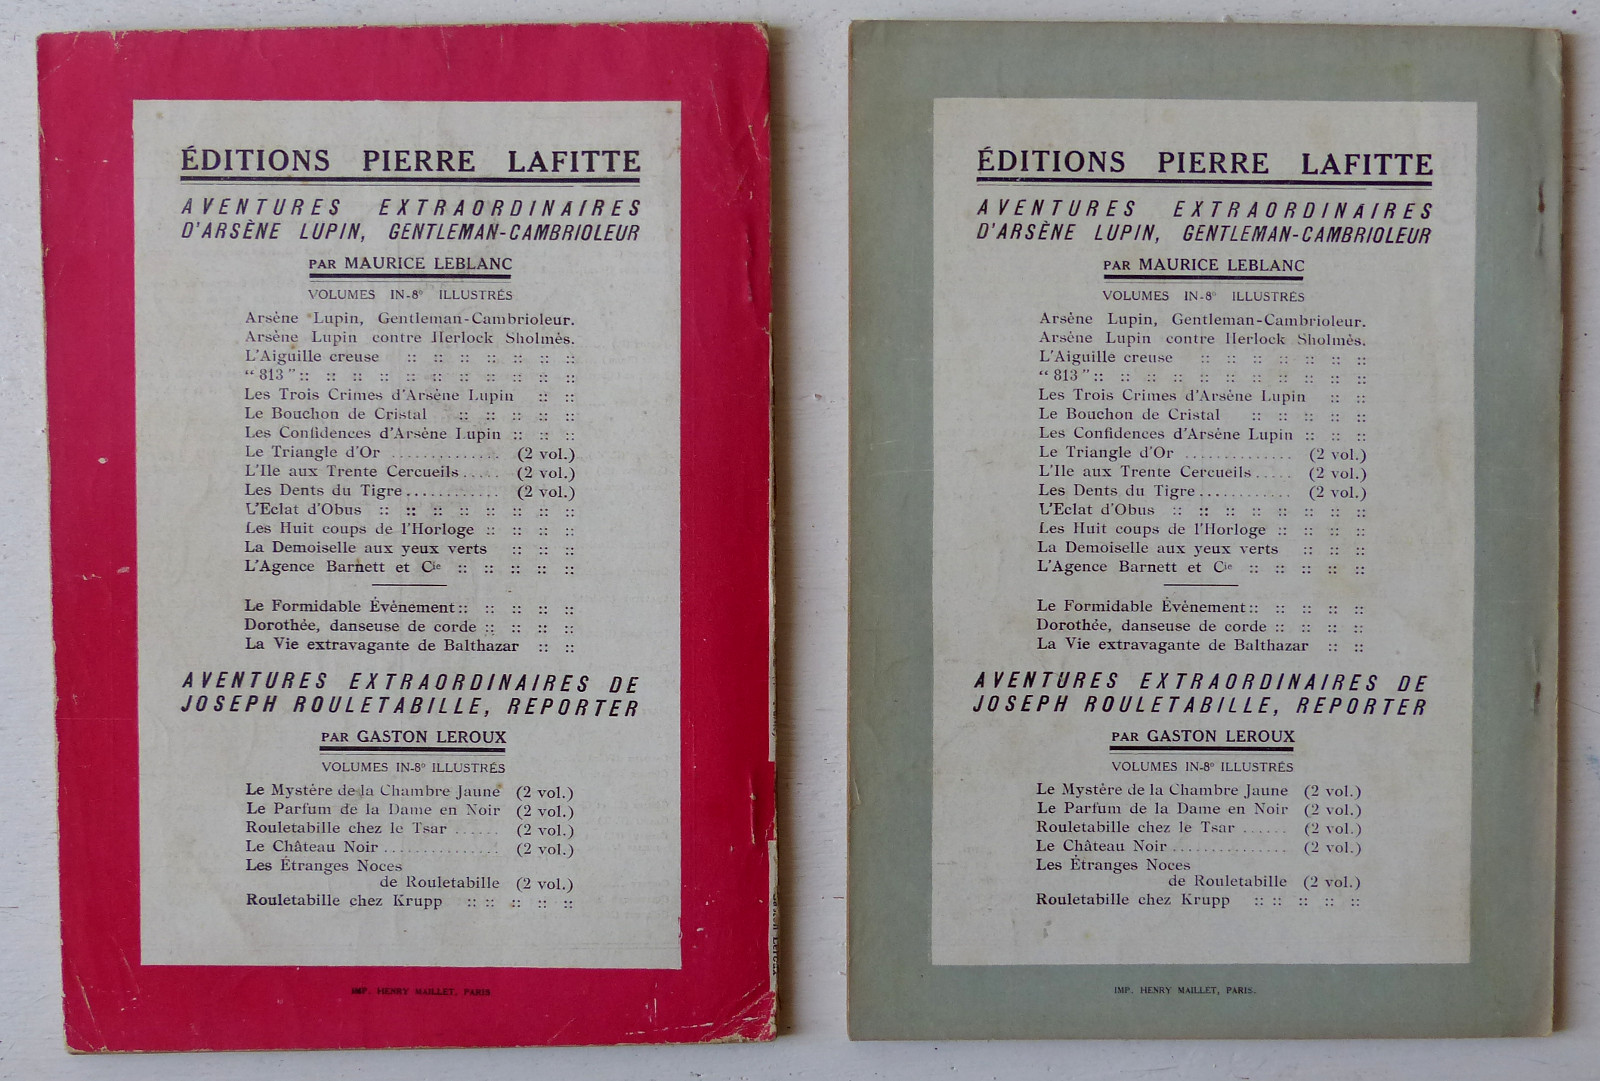 ÉDITIONS PIERRE LAFITTE
AVENTURES EXTRAORDINAIRES
D'ARSÈNE LUPIN, GENTLEMAN-CAMBRIOLEUR
PAR MAURICE LEBLANC
VOLUMES IN-8° ILLUSTRÉS
Arsène Lupin, Gentleman-Cambrioleur.
Arsène Lupin contre Herlock Sholmès.
L'Aiguille creuse :: :: :: :: :: :: ::
“ 813 ” :: :: :: :: :: :: :: :: :: :: ::
Les Trois Crimes d'Arsène Lupin :: ::
Le Bouchon de Cristal :: :: :: :: ::
Les Confidences d'Arsène Lupin :: :: ::
Le Triangle d'Or .............. (2 vol.)
L'Ile aux Trente Cercueils..... (2 vol.)
Les Dents du Tigre............ (2 vol.)
L'Eclat d'Obus :: :: :: :: :: :: :: ::
Les Huit coups de l'Horloge :: :: :: ::
La Demoiselle aux yeux verts :: :: ::
L'Agence Barnett et Cie :: :: :: :: ::
Le Formidable Évènement :: :: :: :: ::
Dorothée, danseuse de corde :: :: :: ::
La Vie extravagante de Balthazar :: ::
AVENTURES EXTRAORDINAIRES DE
JOSEPH ROULETABILLE, REPORTER
PAR GASTON LEROUX
VOLUMES IN-8° ILLUSTRÉS
Le Mystère de la Chambre Jaune (2 vol.)
Le Parfum de la Dame en Noir (2 vol.)
Rouletabille chez le Tsar ...... (2 vol.)
Le Château Noir ............... (2 vol.)
Les Étranges Noces
de Rouletabille (2 vol.)
Rouletabille chez Krupp :: :: :: :: ::
IMP. HENRY MAILLET, PARIS
ÉDITIONS PIERRE LAFITTE
AVENTURES EXTRAORDINAIRES
D'ARSÈNE LUPIN, GENTLEMAN-CAMBRIOLEUR
PAR MAURICE LEBLANC
VOLUMES IN-8° ILLUSTRÉS
Arsène Lupin, Gentleman-Cambrioleur.
Arsène Lupin contre Herlock Sholmès.
L'Aiguille creuse :: :: :: :: :: :: ::
“ 813 ” :: :: :: :: :: :: :: :: :: :: ::
Les Trois Crimes d'Arsène Lupin :: ::
Le Bouchon de Cristal :: :: :: :: ::
Les Confidences d'Arsène Lupin :: :: ::
Le Triangle d'Or .............. (2 vol.)
L'Ile aux Trente Cercueils..... (2 vol.)
Les Dents du Tigre............ (2 vol.)
L'Eclat d'Obus :: :: :: :: :: :: :: ::
Les Huit coups de l'Horloge :: :: :: ::
La Demoiselle aux yeux verts :: :: ::
L'Agence Barnett et Cie :: :: :: :: ::
Le Formidable Évènement :: :: :: :: ::
Dorothée, danseuse de corde :: :: :: ::
La Vie extravagante de Balthazar :: ::
AVENTURES EXTRAORDINAIRES DE
JOSEPH ROULETABILLE, REPORTER
PAR GASTON LEROUX
VOLUMES IN-8° ILLUSTRÉS
Le Mystère de la Chambre Jaune (2 vol.)
Le Parfum de la Dame en Noir (2 vol.)
Rouletabille chez le Tsar ...... (2 vol.)
Le Château Noir ............... (2 vol.)
Les Étranges Noces
de Rouletabille (2 vol.)
Rouletabille chez Krupp :: :: :: :: ::
IMP. HENRY MAILLET, PARIS.